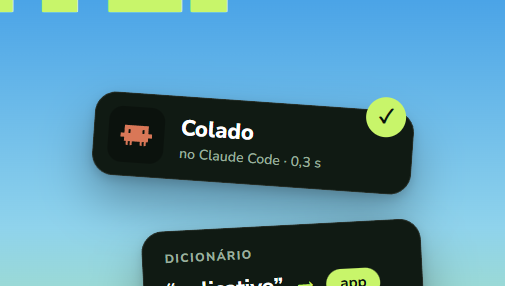 Colado
no Claude Code · 0,3 s
DICIONÁRIO
→ app